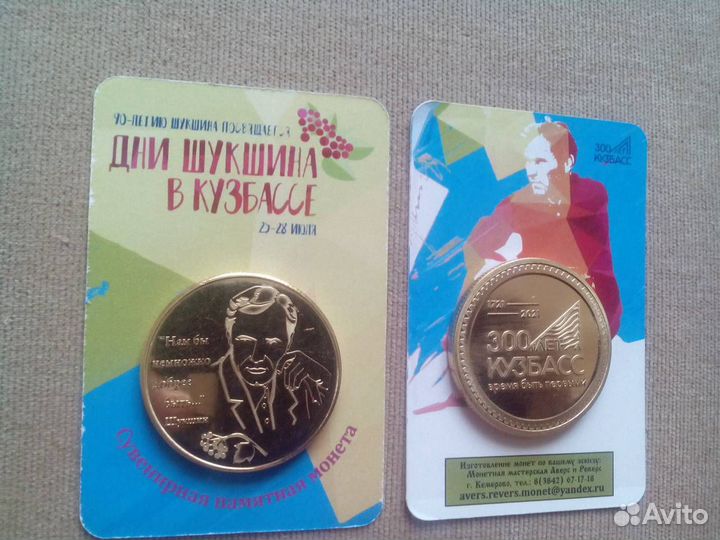 90-ЛЕТИЮ ШУКШИНА ПОСВЯЩАЕТСЯ
ДНИ ШУКШИНА
В КУЗБАССЕ
25-28 ИЮЛЯ
"Нам бы
немножко
добрее
быть..."
Шукшин
Сувенирная памятная монета
300
КУЗБАСС
1721
2021
300 ЛЕТ
КУЗБАСС
время быть первыми
Изготовление монет по вашему эскизу:
Монетная мастерская Аверс и Реверс
г. Кемерово, тел.: 8(3842) 67-17-18
avers.revers.monet@yandex.ru
Avito